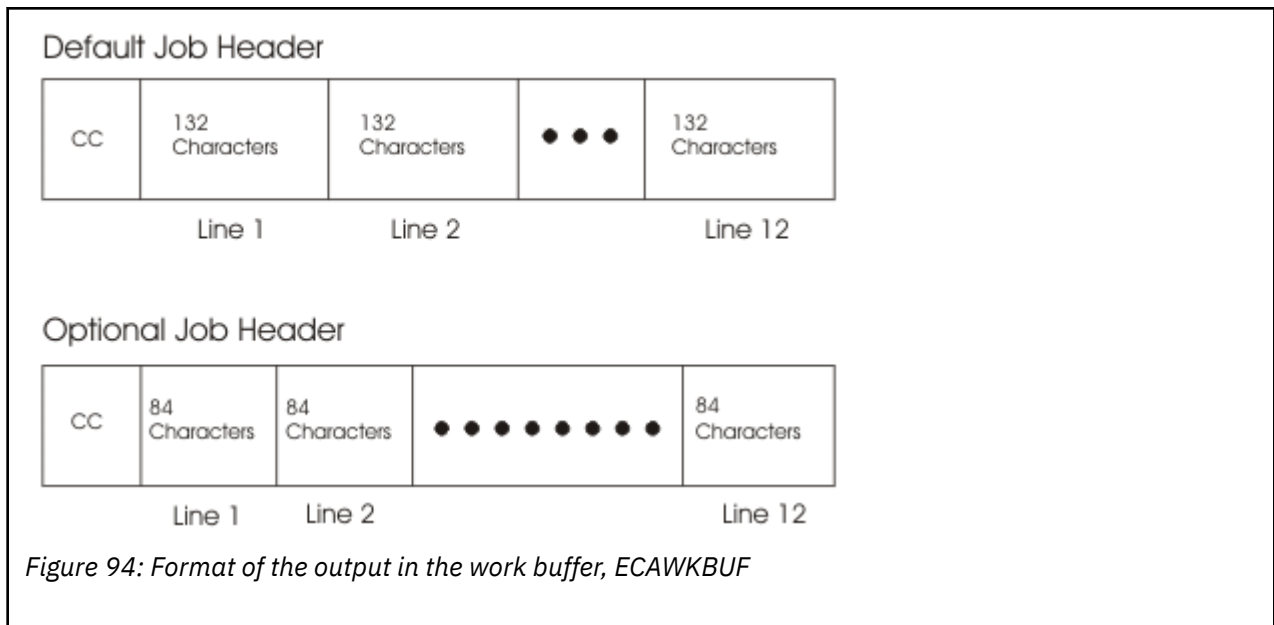 Default Job Header
CC
132
Characters
132
Characters
132
Characters
Line 1
Line 2
Line 12
Optional Job Header
CC
84
Characters
84
Characters
84
Characters
Line 1
Line 2
Line 12
Figure 94: Format of the output in the work buffer, ECAWKBUF